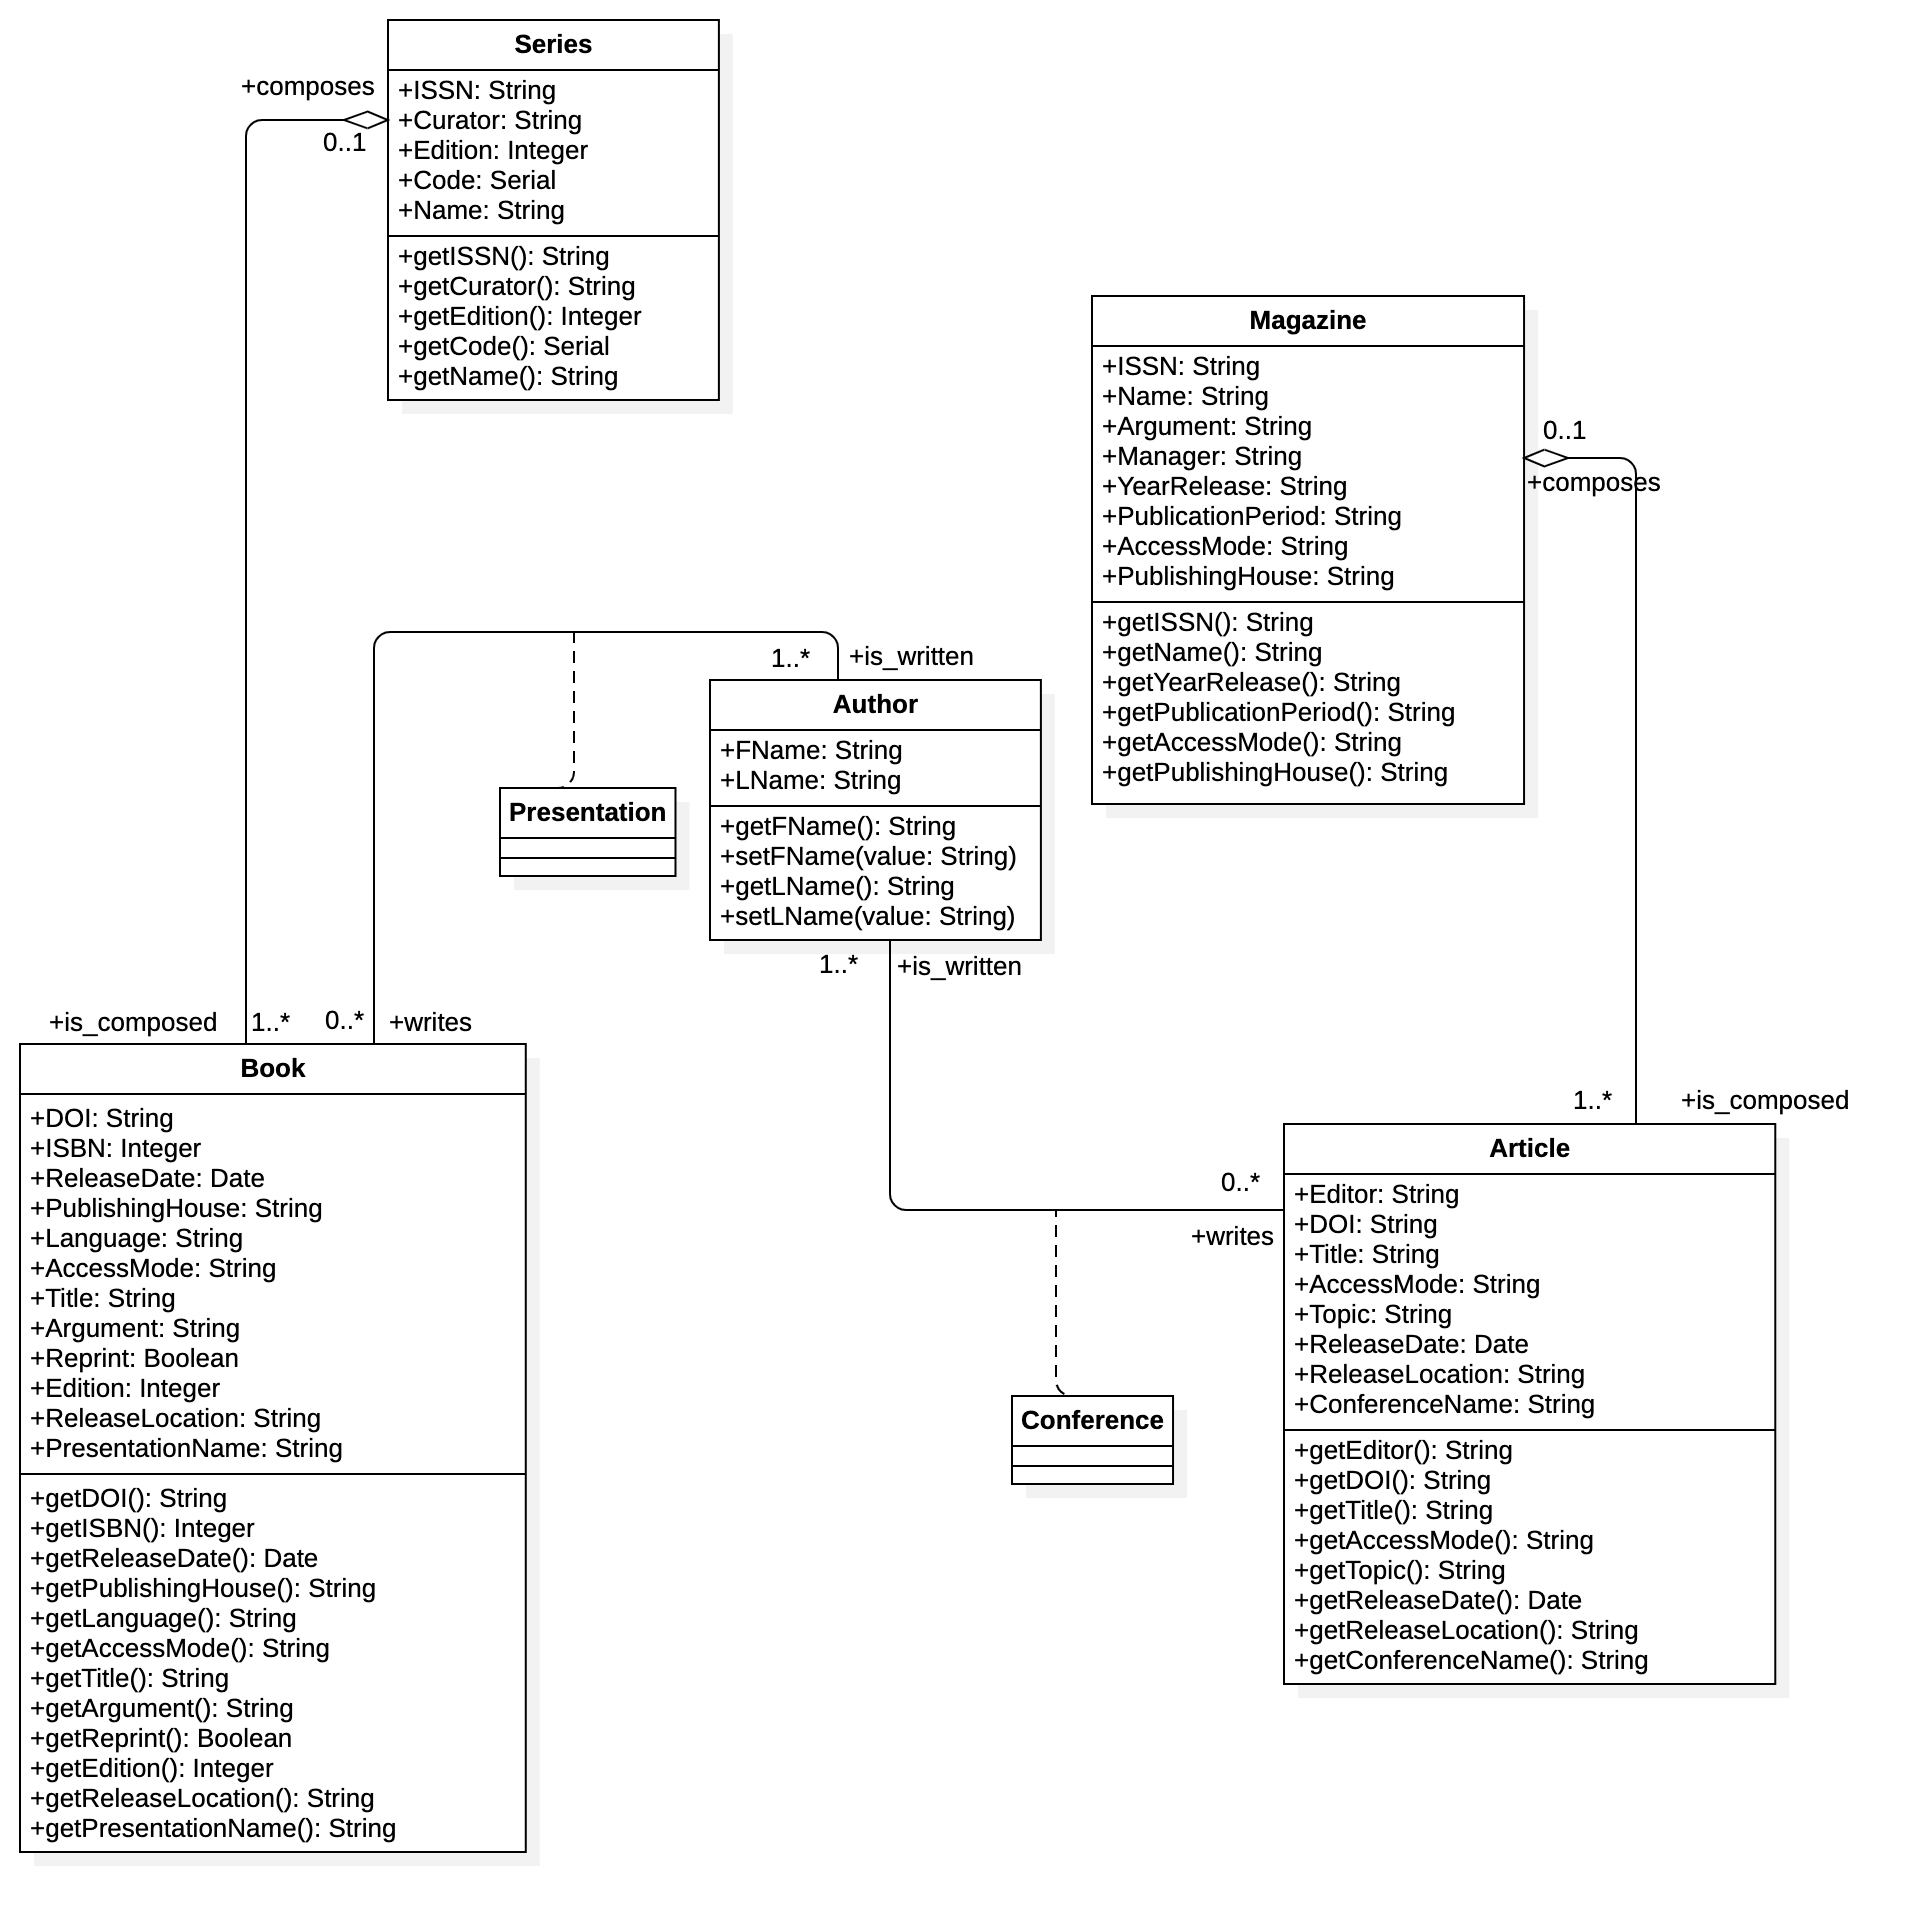 Series
+composes
0..1
+ISSN: String
+Curator: String
+Edition: Integer
+Code: Serial
+Name: String
+getISSN(): String
+getCurator(): String
+getEdition(): Integer
+getCode(): Serial
+getName(): String
Magazine
+ISSN: String
+Name: String
+Argument: String
+Manager: String
+YearRelease: String
+PublicationPeriod: String
+AccessMode: String
+PublishingHouse: String
+getISSN(): String
+getName(): String
+getYearRelease(): String
+getPublicationPeriod(): String
+getAccessMode(): String
+getPublishingHouse(): String
0..1
+composes
1..*
+is_written
Author
+FName: String
+LName: String
+getFName(): String
+setFName(value: String)
+getLName(): String
+setLName(value: String)
1..*
+is_written
Presentation
+is_composed
1..*
0..*
+writes
Book
+DOI: String
+ISBN: Integer
+ReleaseDate: Date
+PublishingHouse: String
+Language: String
+AccessMode: String
+Title: String
+Argument: String
+Reprint: Boolean
+Edition: Integer
+ReleaseLocation: String
+PresentationName: String
+getDOI(): String
+getISBN(): Integer
+getReleaseDate(): Date
+getPublishingHouse(): String
+getLanguage(): String
+getAccessMode(): String
+getTitle(): String
+getArgument(): String
+getReprint(): Boolean
+getEdition(): Integer
+getReleaseLocation(): String
+getPresentationName(): String
1..*
+is_composed
0..*
+writes
Conference
Article
+Editor: String
+DOI: String
+Title: String
+AccessMode: String
+Topic: String
+ReleaseDate: Date
+ReleaseLocation: String
+ConferenceName: String
+getEditor(): String
+getDOI(): String
+getTitle(): String
+getAccessMode(): String
+getTopic(): String
+getReleaseDate(): Date
+getReleaseLocation(): String
+getConferenceName(): String